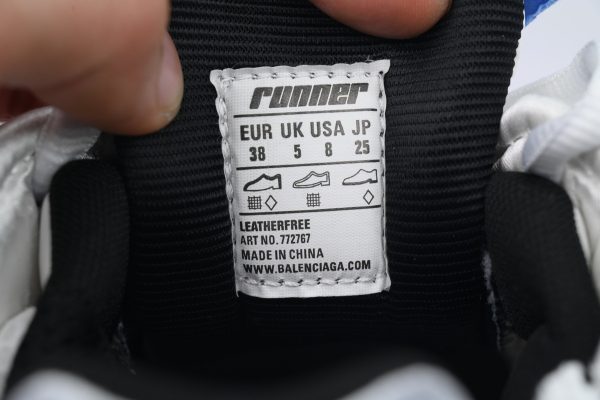 runner
EUR UK USA JP
38 5 8 25
LEATHERFREE
ART NO. 772767
MADE IN CHINA
WWW.BALENCIAGA.COM